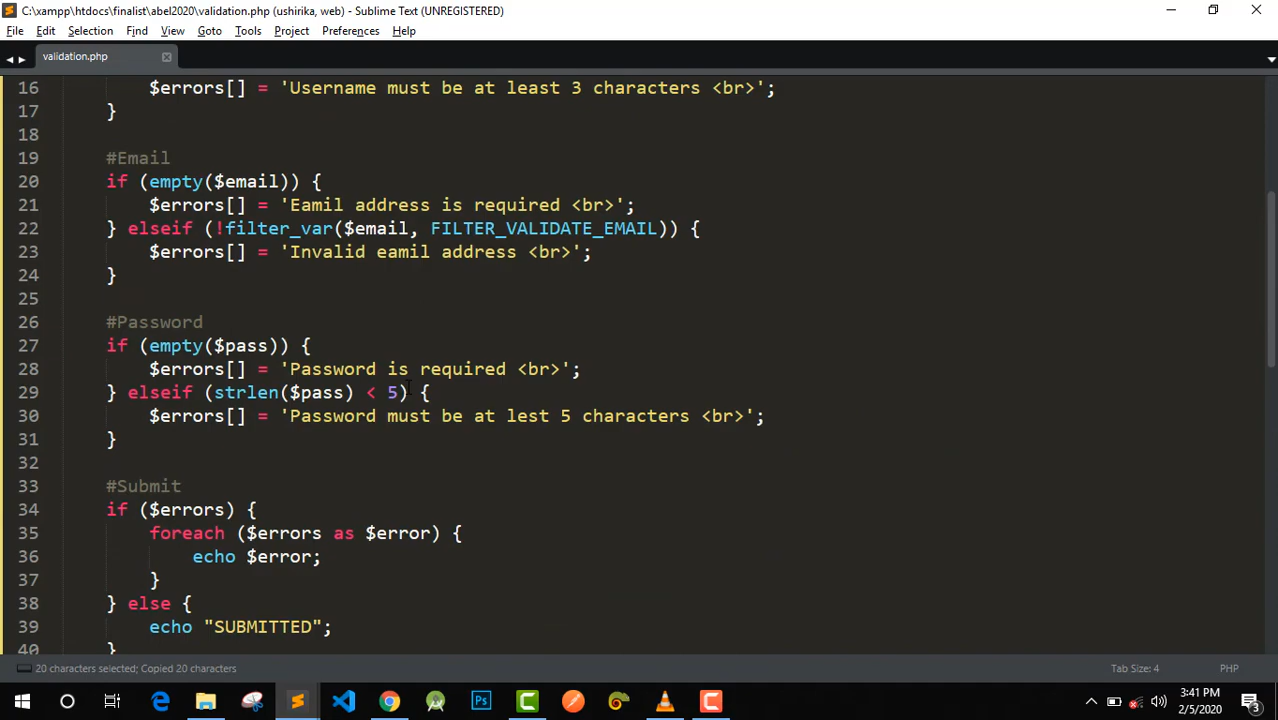 C:\xampp\htdocs\finalist\abel2020\validation.php (ushirika, web) - Sublime Text (UNREGISTERED)
File Edit Selection Find View Goto Tools Project Preferences Help
validation.php
16 $errors[] = 'Username must be at least 3 characters <br>';
17 }
18
19 #Email
20 if (empty($email)) {
21 $errors[] = 'Eamil address is required <br>';
22 } elseif (!filter_var($email, FILTER_VALIDATE_EMAIL)) {
23 $errors[] = 'Invalid eamil address <br>';
24 }
25
26 #Password
27 if (empty($pass)) {
28 $errors[] = 'Password is required <br>';
29 } elseif (strlen($pass) < 5) {
30 $errors[] = 'Password must be at lest 5 characters <br>';
31 }
32
33 #Submit
34 if ($errors) {
35 foreach ($errors as $error) {
36 echo $error;
37 }
38 } else {
39 echo "SUBMITTED";
40 }
20 characters selected; Copied 20 characters Tab Size: 4 PHP
Ps
3:41 PM
2/5/2020
3